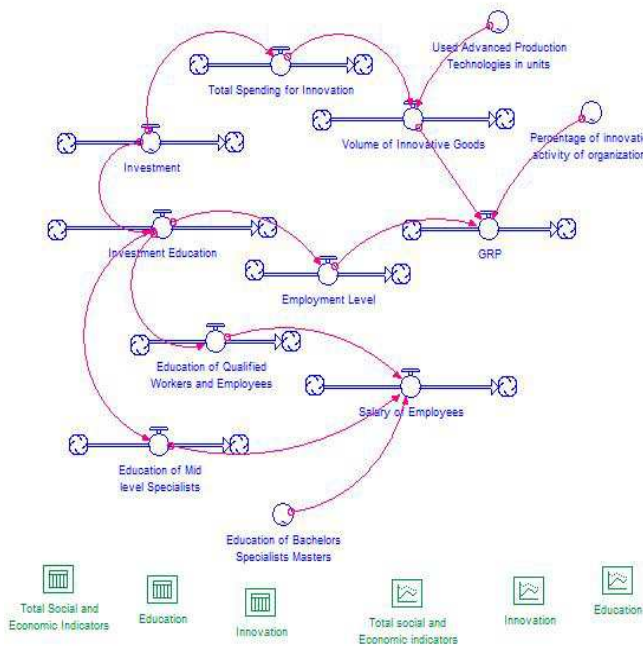 Used Advanced Production
Technologies in units
Total Spending for Innovation
Volume of Innovative Goods
Percentage of innovati
activity of organization
Investment
Investment Education
GRP
Employment Level
Education of Qualified
Workers and Employees
Salary of Employees
Education of Mid
level Specialists
Education of Bachelors
Specialists Masters
Total Social and
Economic Indicators
Education
Innovation
Total social and
Economic indicators
Innovation
Education